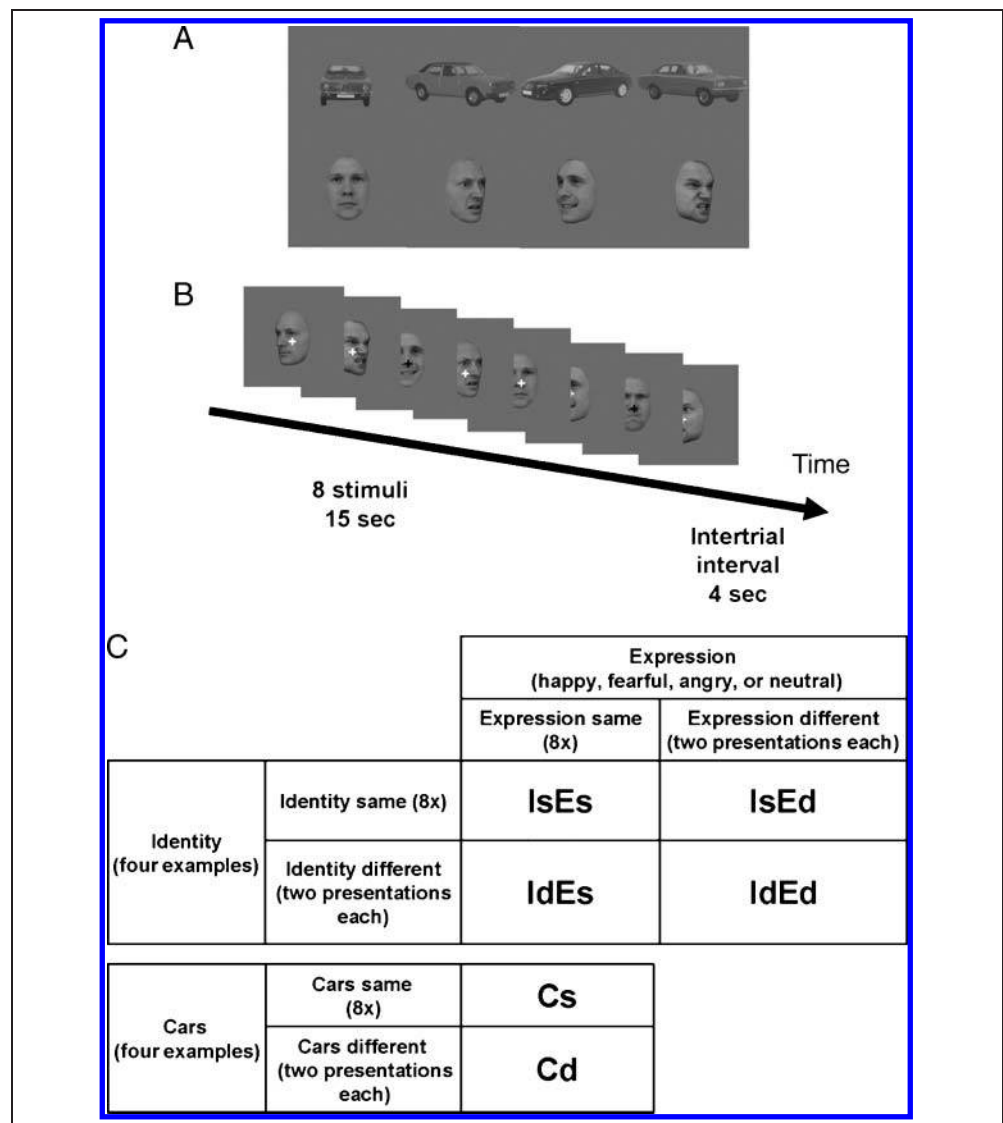 A
B
Time
8 stimuli
15 sec
Intertrial
interval
4 sec
C
Expression
(happy, fearful, angry, or neutral)
Expression same
(8x)
Expression different
(two presentations each)
Identity
(four examples)
Identity same (8x)
IsEs
IsEd
Identity different
(two presentations
each)
IdEs
IdEd
Cars
(four examples)
Cars same
(8x)
Cs
Cars different
(two presentations
each)
Cd